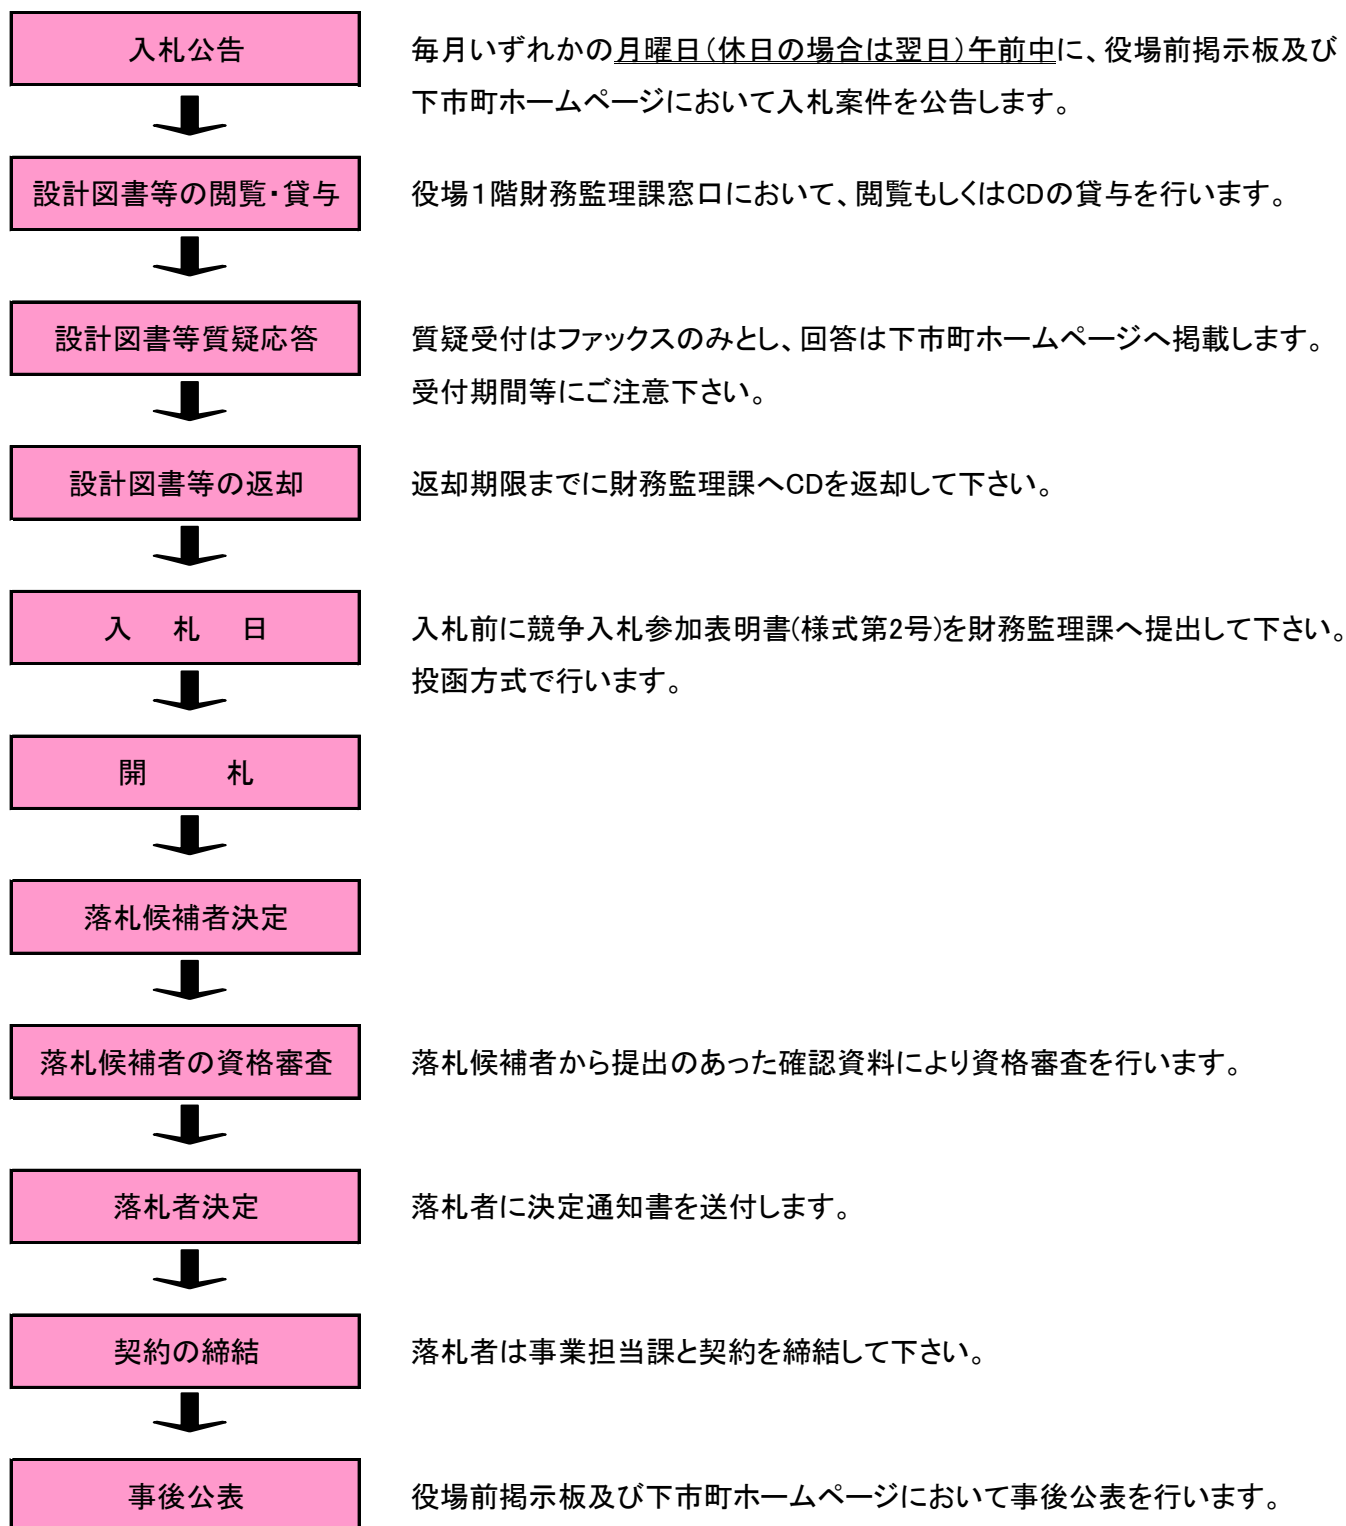 入札公告
毎月いずれかの月曜日(休日の場合は翌日)午前中に、役場前掲示板及び
下市町ホームページにおいて入札案件を公告します。
設計図書等の閲覧・貸与
役場１階財務監理課窓口において、閲覧もしくはCDの貸与を行います。
設計図書等質疑応答
質疑受付はファックスのみとし、回答は下市町ホームページへ掲載します。
受付期間等にご注意下さい。
設計図書等の返却
返却期限までに財務監理課へCDを返却して下さい。
入　札　日
入札前に競争入札参加表明書(様式第2号)を財務監理課へ提出して下さい。
投函方式で行います。
開　　札
落札候補者決定
落札候補者の資格審査
落札候補者から提出のあった確認資料により資格審査を行います。
落札者決定
落札者に決定通知書を送付します。
契約の締結
落札者は事業担当課と契約を締結して下さい。
事後公表
役場前掲示板及び下市町ホームページにおいて事後公表を行います。